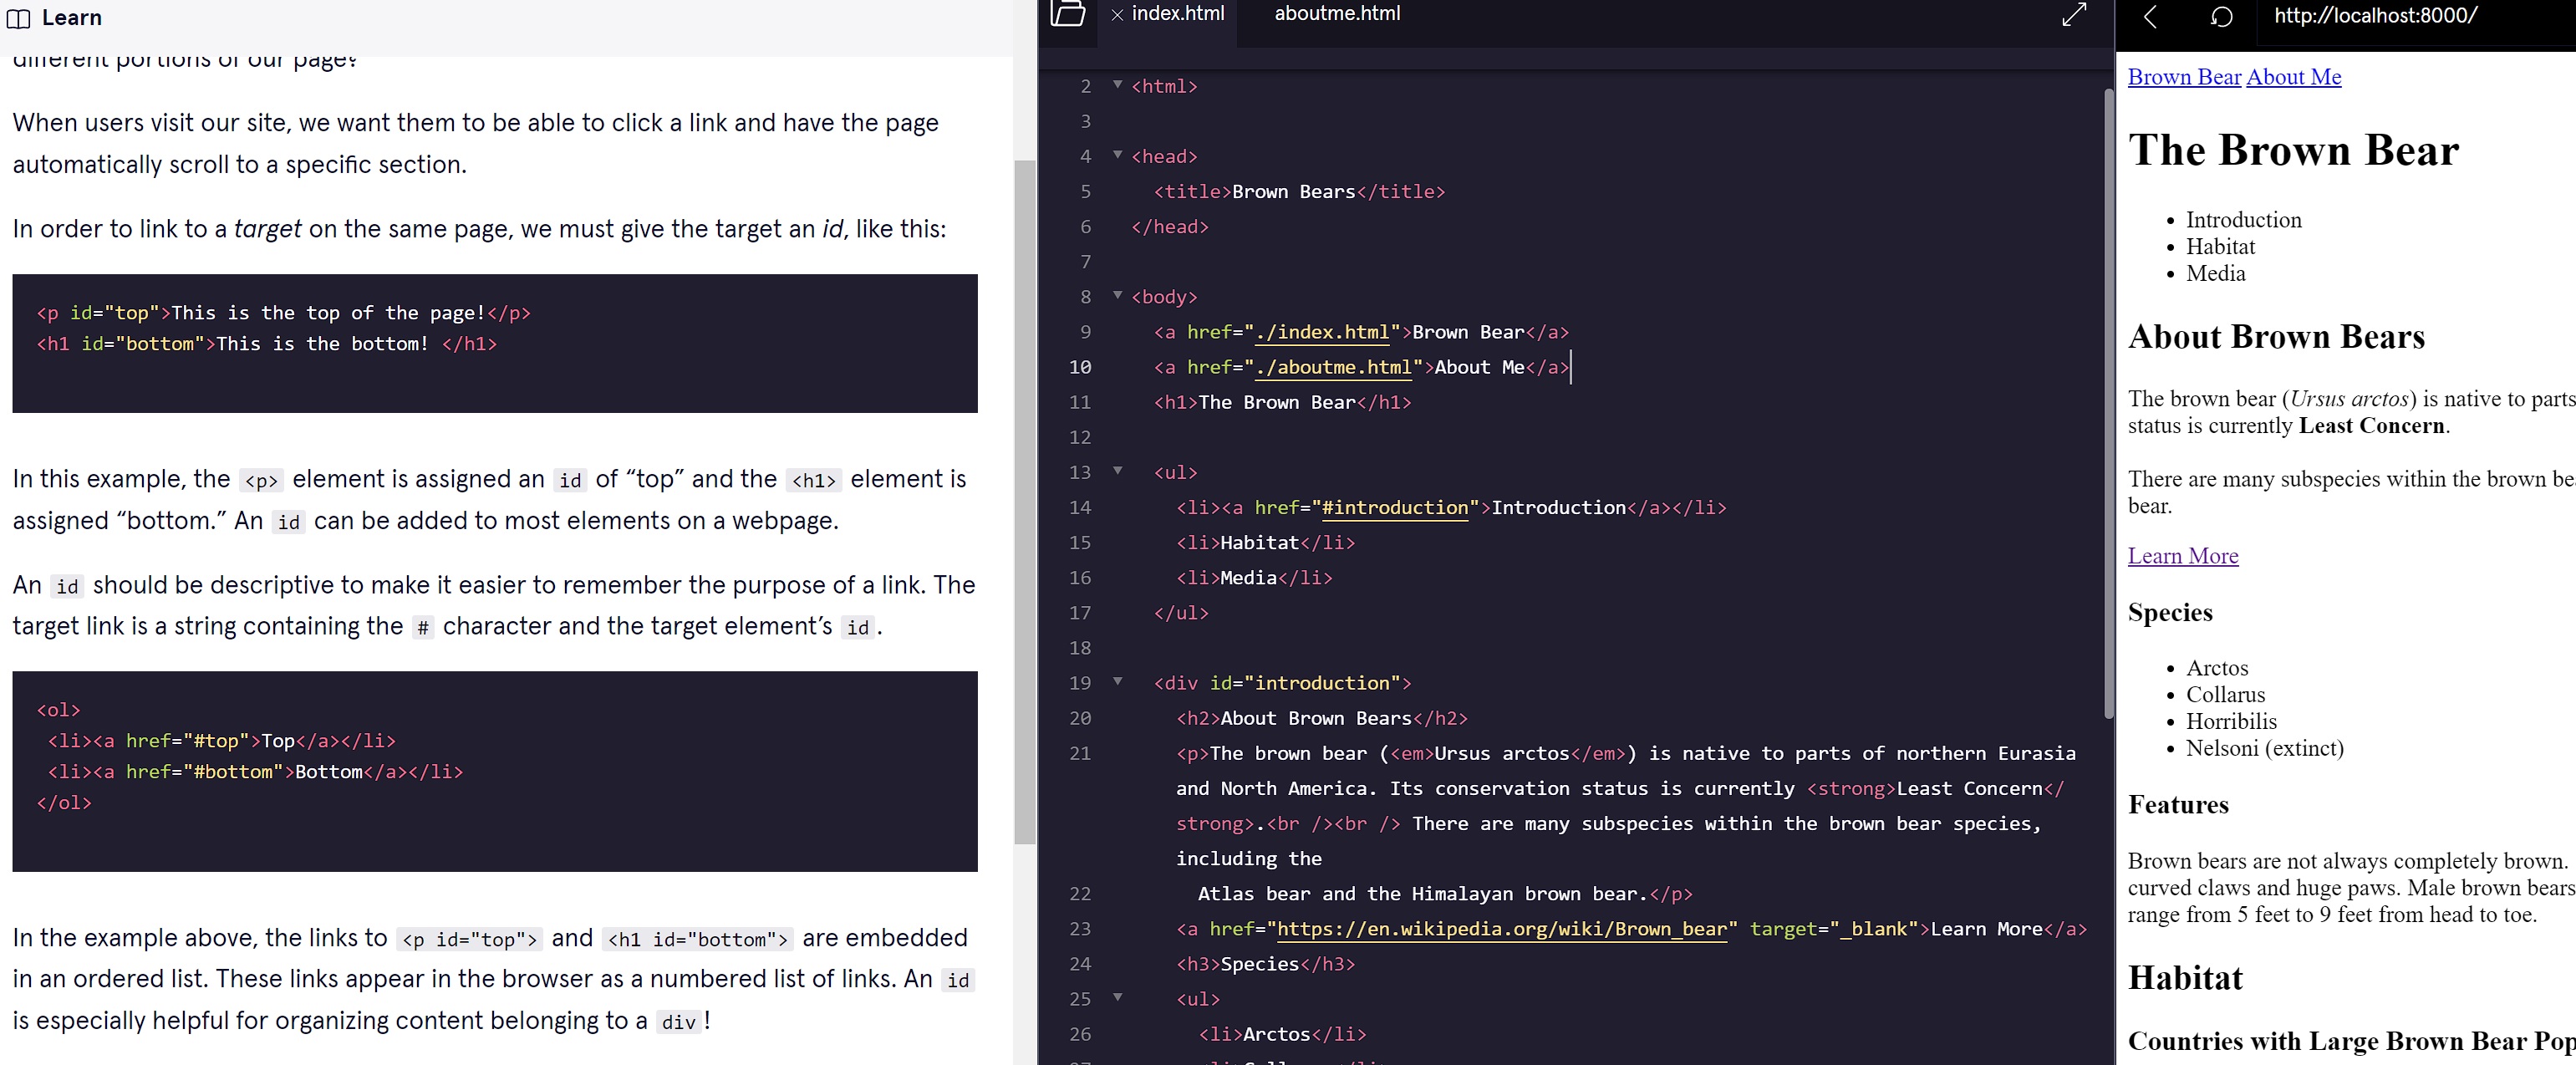 Learn
different portions of our page?
When users visit our site, we want them to be able to click a link and have the page
automatically scroll to a specific section.
In order to link to a target on the same page, we must give the target an id, like this:
<p id="top">This is the top of the page!</p>
<h1 id="bottom">This is the bottom! </h1>
In this example, the <p> element is assigned an id of “top” and the <h1> element is
assigned “bottom.” An id can be added to most elements on a webpage.
An id should be descriptive to make it easier to remember the purpose of a link. The
target link is a string containing the # character and the target element’s id.
<ol>
<li><a href="#top">Top</a></li>
<li><a href="#bottom">Bottom</a></li>
</ol>
In the example above, the links to <p id="top"> and <h1 id="bottom"> are embedded
in an ordered list. These links appear in the browser as a numbered list of links. An id
is especially helpful for organizing content belonging to a div!
index.html aboutme.html
2 <html>
3
4 <head>
5 <title>Brown Bears</title>
6 </head>
7
8 <body>
9 <a href="./index.html">Brown Bear</a>
10 <a href="./aboutme.html">About Me</a>
11 <h1>The Brown Bear</h1>
12
13 <ul>
14 <li><a href="#introduction">Introduction</a></li>
15 <li>Habitat</li>
16 <li>Media</li>
17 </ul>
18
19 <div id="introduction">
20 <h2>About Brown Bears</h2>
21 <p>The brown bear (<em>Ursus arctos</em>) is native to parts of northern Eurasia
and North America. Its conservation status is currently <strong>Least Concern</
strong>.<br /><br /> There are many subspecies within the brown bear species,
including the
22 Atlas bear and the Himalayan brown bear.</p>
23 <a href="https://en.wikipedia.org/wiki/Brown_bear" target="_blank">Learn More</a>
24 <h3>Species</h3>
25 <ul>
26 <li>Arctos</li>
http://localhost:8000/
Brown Bear About Me
The Brown Bear
• Introduction
• Habitat
• Media
About Brown Bears
The brown bear (Ursus arctos) is native to parts
status is currently Least Concern.
There are many subspecies within the brown be
bear.
Learn More
Species
• Arctos
• Collarus
• Horribilis
• Nelsoni (extinct)
Features
Brown bears are not always completely brown.
curved claws and huge paws. Male brown bears
range from 5 feet to 9 feet from head to toe.
Habitat
Countries with Large Brown Bear Pop